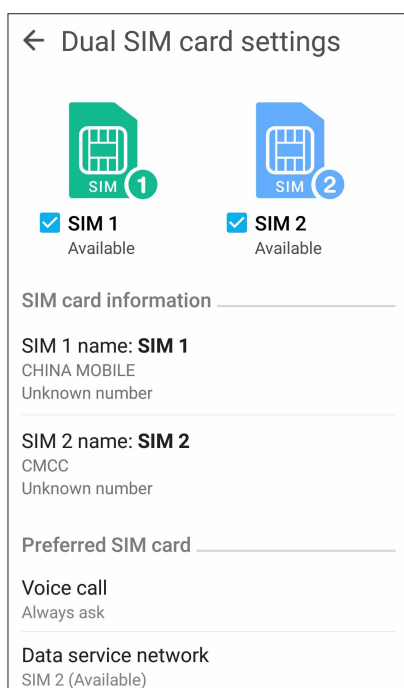 Dual SIM card settings
SIM 1
SIM 2
SIM 1
SIM 2
Available
Available
SIM card information
SIM 1 name: SIM 1
CHINA MOBILE
Unknown number
SIM 2 name: SIM 2
CMCC
Unknown number
Preferred SIM card
Voice call
Always ask
Data service network
SIM 2 (Available)